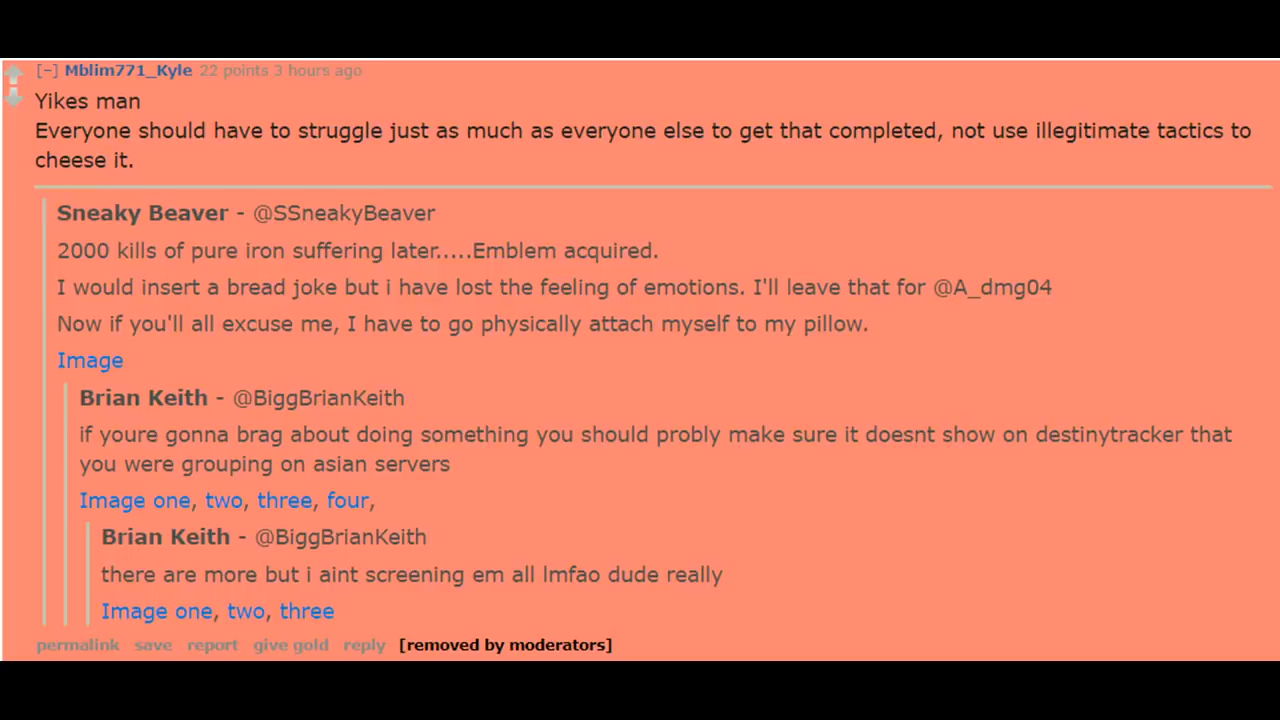 [−] Mblim771_Kyle 22 points 3 hours ago
Yikes man
Everyone should have to struggle just as much as everyone else to get that completed, not use illegitimate tactics to
cheese it.
Sneaky Beaver - @SSneakyBeaver
2000 kills of pure iron suffering later.....Emblem acquired.
I would insert a bread joke but i have lost the feeling of emotions. I'll leave that for @A_dmg04
Now if you'll all excuse me, I have to go physically attach myself to my pillow.
Image
Brian Keith - @BiggBrianKeith
if youre gonna brag about doing something you should probly make sure it doesnt show on destinytracker that
you were grouping on asian servers
Image one, two, three, four,
Brian Keith - @BiggBrianKeith
there are more but i aint screening em all lmfao dude really
Image one, two, three
permalink save report give gold reply [removed by moderators]